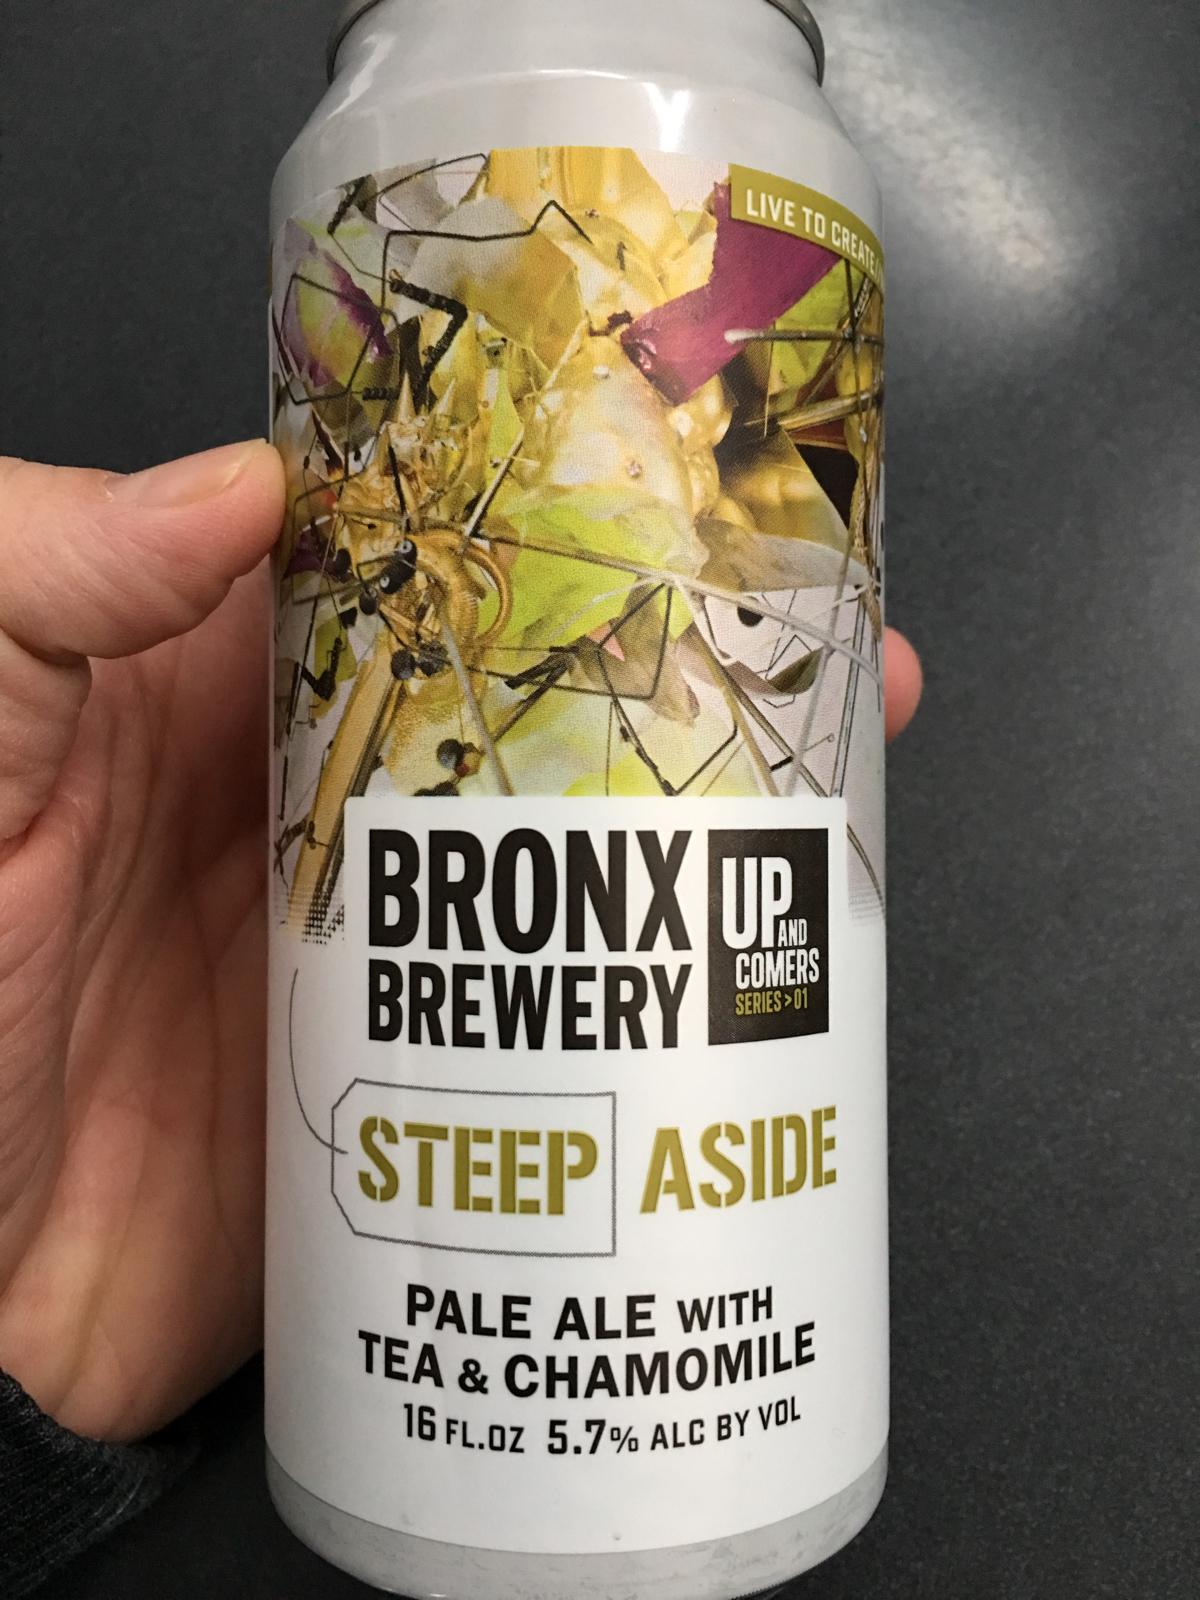 LIVE TO CREATE
BRONX
BREWERY
UP
AND
COMERS
SERIES>01
STEEP ASIDE
PALE ALE WITH
TEA & CHAMOMILE
16 FL.OZ 5.7% ALC BY VOL